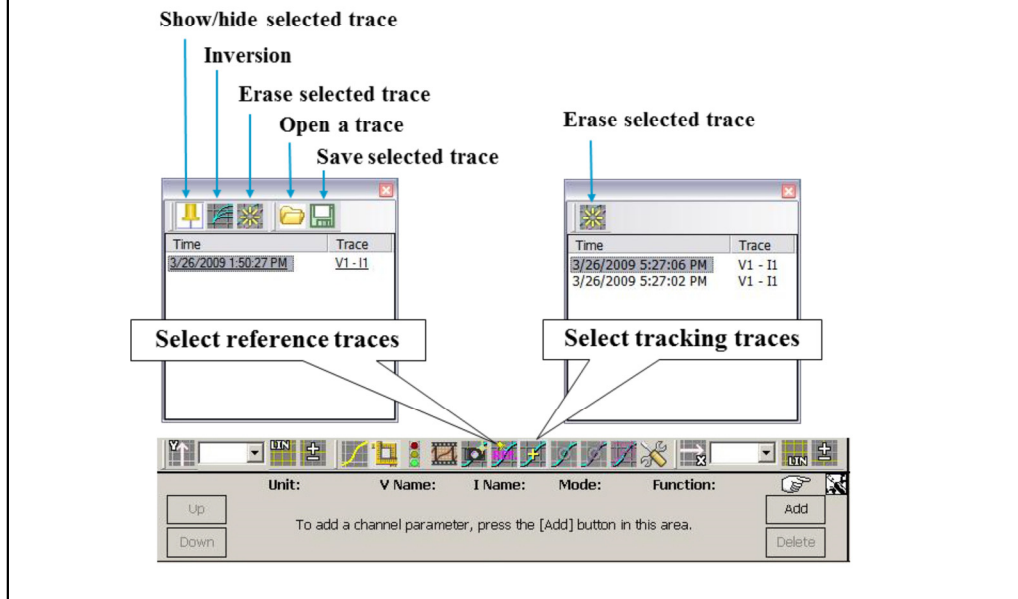 Show/hide selected trace
Inversion
Erase selected trace
Open a trace
Save selected trace
Erase selected trace
Time Trace
3/26/2009 1:50:27 PM V1 - I1
Time Trace
3/26/2009 5:27:06 PM V1 - I1
3/26/2009 5:27:02 PM V1 - I1
Select reference traces
Select tracking traces
Y LIN REF. X LIN
Unit: V Name: I Name: Mode: Function:
Up
Down
To add a channel parameter, press the [Add] button in this area.
Add
Delete